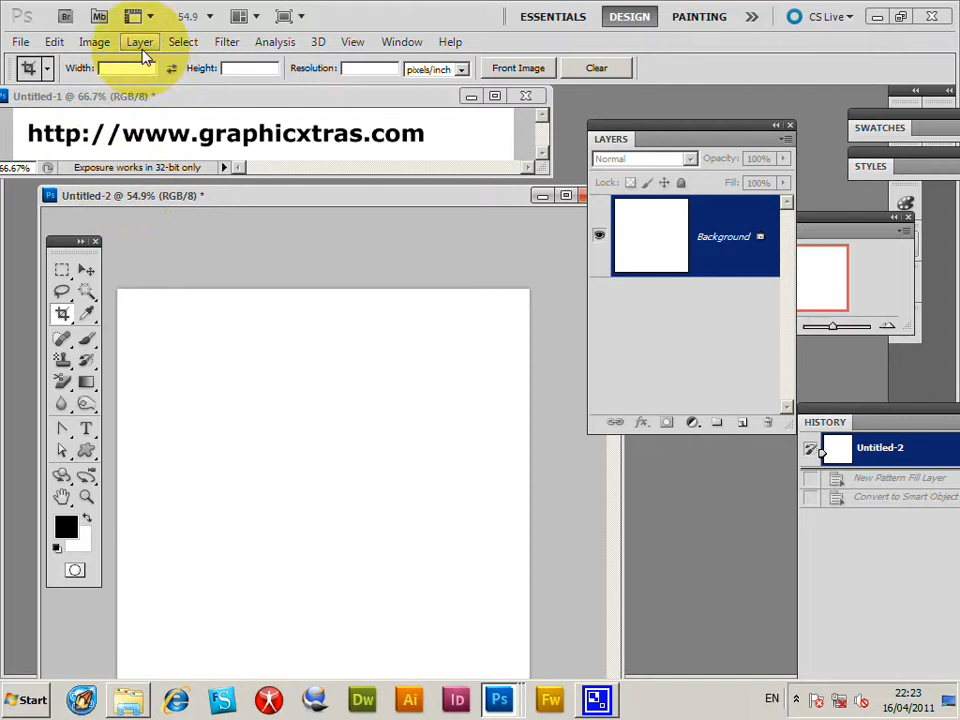 Ps Br Mb 54.9 ESSENTIALS DESIGN PAINTING CS Live
File Edit Image Layer Select Filter Analysis 3D View Window Help
Width: Height: Resolution: pixels/inch Front Image Clear
Untitled-1 @ 66.7% (RGB/8) *
http://www.graphicxtras.com
66.67% Exposure works in 32-bit only
Untitled-2 @ 54.9% (RGB/8) *
LAYERS
Normal Opacity: 100%
Lock: Fill: 100%
Background
SWATCHES
STYLES
HISTORY
Untitled-2
New Pattern Fill Layer
Convert to Smart Object
Start Dw Ai Id Ps Fw EN 22:23
16/04/2011